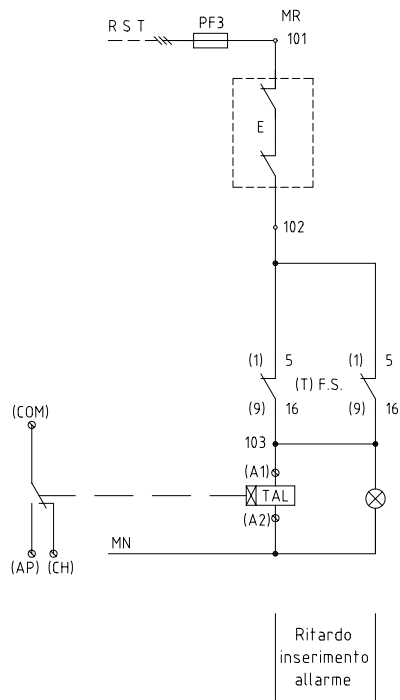 R S T
PF3
MR
101
E
102
(1) 5
(1) 5
(T) F.S.
(9) 16
(9) 16
(COM)
103
(A1)
TAL
(A2)
MN
(AP) (CH)
Ritardo
inserimento
allarme